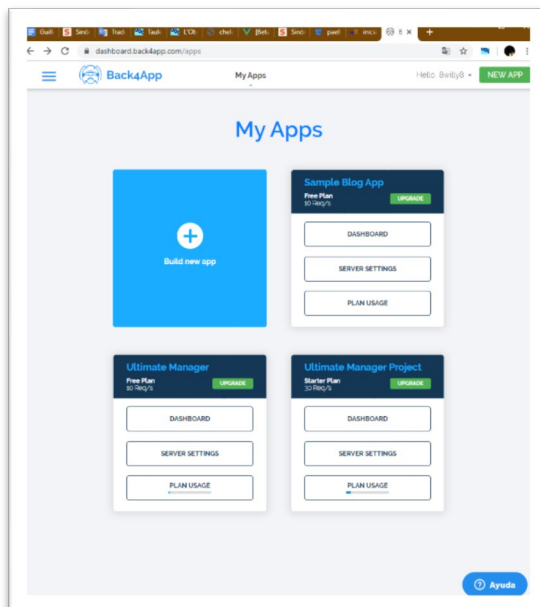 dashboard.back4app.com/apps
Back4App
My Apps
Hello, 8willy8
NEW APP
My Apps
Build new app
Sample Blog App
Free Plan
10 Req/s
UPGRADE
DASHBOARD
SERVER SETTINGS
PLAN USAGE
Ultimate Manager
Free Plan
10 Req/s
UPGRADE
DASHBOARD
SERVER SETTINGS
PLAN USAGE
Ultimate Manager Project
Starter Plan
30 Req/s
UPGRADE
DASHBOARD
SERVER SETTINGS
PLAN USAGE
Ayuda